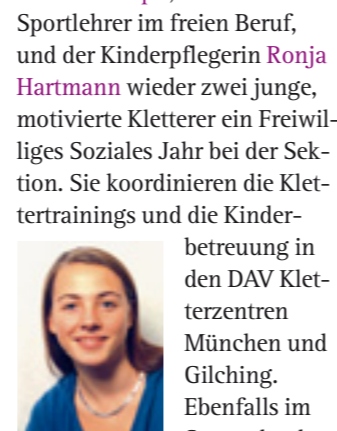 Sportlehrer im freien Beruf,
und der Kinderpflegerin Ronja
Hartmann wieder zwei junge,
motivierte Kletterer ein Freiwil-
liges Soziales Jahr bei der Sek-
tion. Sie koordinieren die Klet-
tertrainings und die Kinder-
betreuung in
den DAV Klet-
terzentren
München und
Gilching.
Ebenfalls im